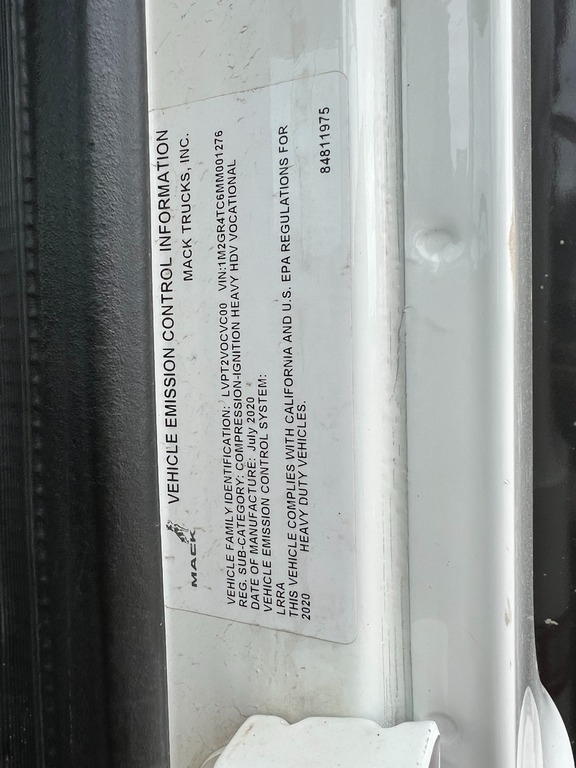 VEHICLE EMISSION CONTROL INFORMATION
MACK
MACK TRUCKS, INC.
VEHICLE FAMILY IDENTIFICATION: LVPT2VOCVC00 VIN:1M2GR4TC6MM001276
REG. SUB-CATEGORY: COMPRESSION-IGNITION HEAVY HDV VOCATIONAL
DATE OF MANUFACTURE: July 2020
VEHICLE EMISSION CONTROL SYSTEM:
LRRA
THIS VEHICLE COMPLIES WITH CALIFORNIA AND U.S. EPA REGULATIONS FOR
2020 HEAVY DUTY VEHICLES.
84811975